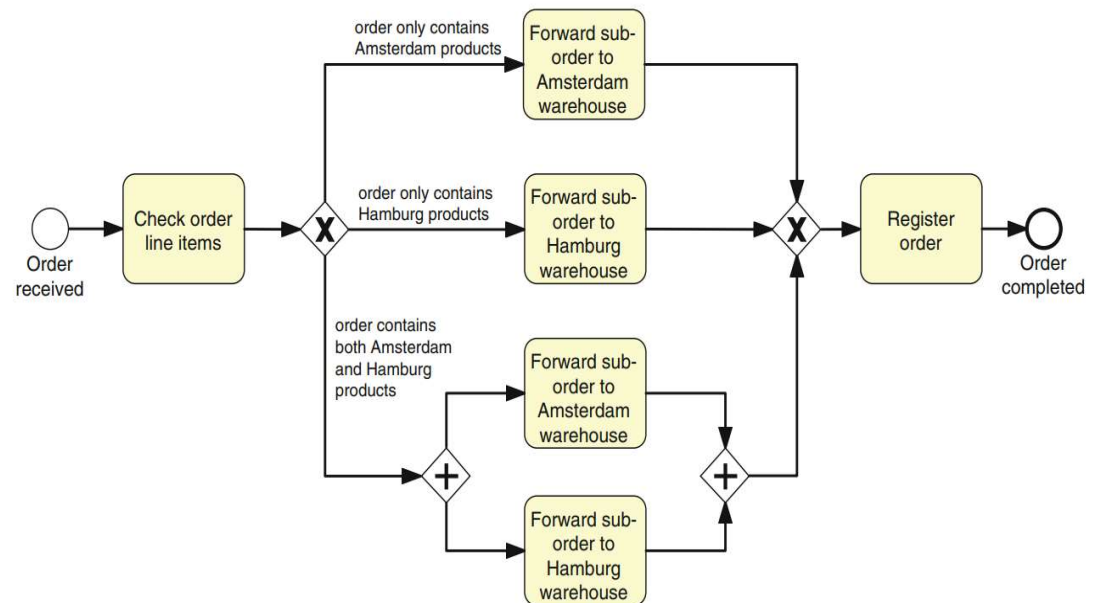 order only contains
Amsterdam products
Forward sub-
order to
Amsterdam
warehouse
Order
received
Check order
line items
X
order only contains
Hamburg products
Forward sub-
order to
Hamburg
warehouse
X
Register
order
Order
completed
order contains
both Amsterdam
and Hamburg
products
+
Forward sub-
order to
Amsterdam
warehouse
Forward sub-
order to
Hamburg
warehouse
+